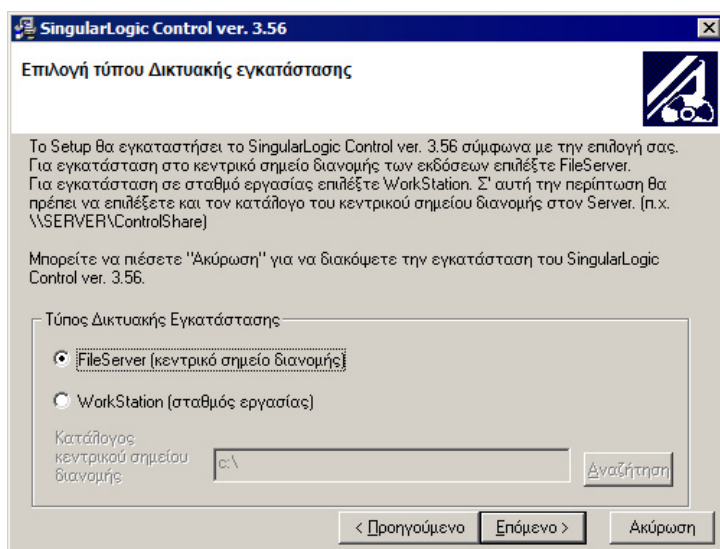 SingularLogic Control ver. 3.56
Επιλογή τύπου Δικτυακής εγκατάστασης
Το Setup θα εγκαταστήσει το SingularLogic Control ver. 3.56 σύμφωνα με την επιλογή σας.
Για εγκατάσταση στο κεντρικό σημείο διανομής των εκδόσεων επιλέξτε FileServer.
Για εγκατάσταση σε σταθμό εργασίας επιλέξτε WorkStation. Σ' αυτή την περίπτωση θα
πρέπει να επιλέξετε και τον κατάλογο του κεντρικού σημείου διανομής στον Server. (π.χ.
\\SERVER\ControlShare)
Μπορείτε να πιέσετε "Ακύρωση" για να διακόψετε την εγκατάσταση του SingularLogic
Control ver. 3.56.
Τύπος Δικτυακής Εγκατάστασης
FileServer (κεντρικό σημείο διανομής)
WorkStation (σταθμός εργασίας)
Κατάλογος
κεντρικού σημείου
διανομής
c:\
Αναζήτηση
< Προηγούμενο
Επόμενο >
Ακύρωση